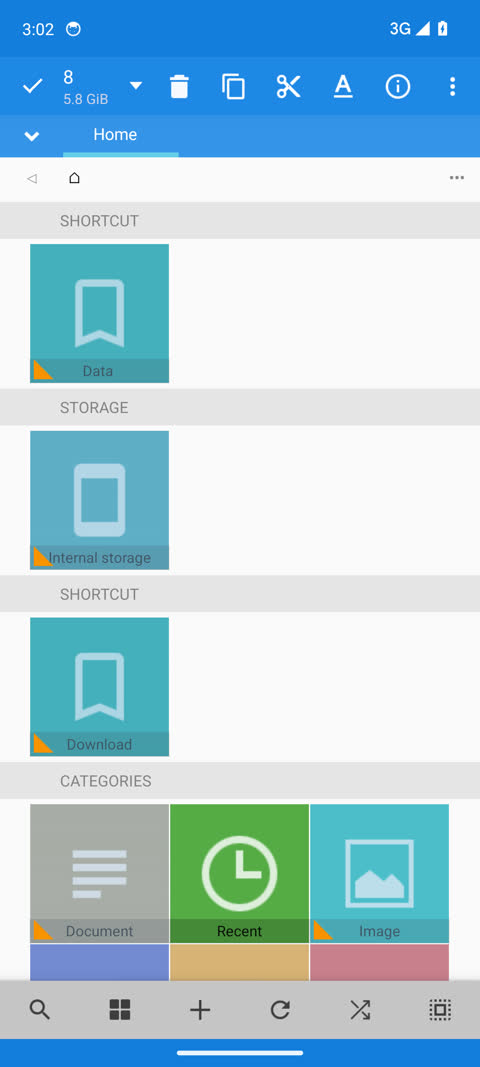 3:02
3G
8
5.8 GiB
A
Home
SHORTCUT
Data
STORAGE
Internal storage
SHORTCUT
Download
CATEGORIES
Document
Recent
Image